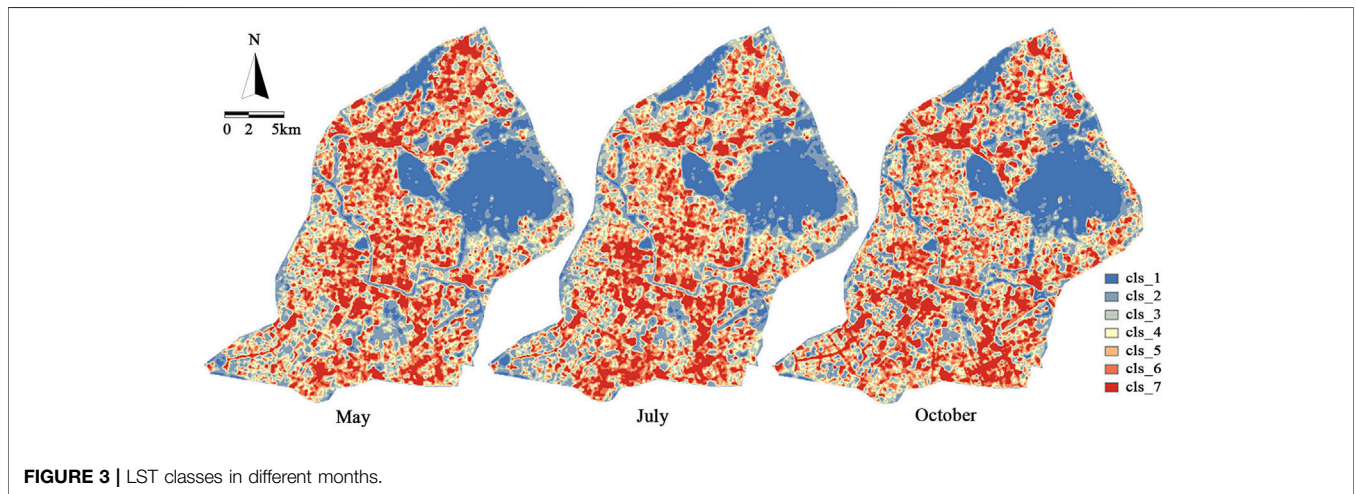 N
0 2 5km
cls_1
cls_2
cls_3
cls_4
cls_5
cls_6
cls_7
May July October
FIGURE 3 | LST classes in different months.